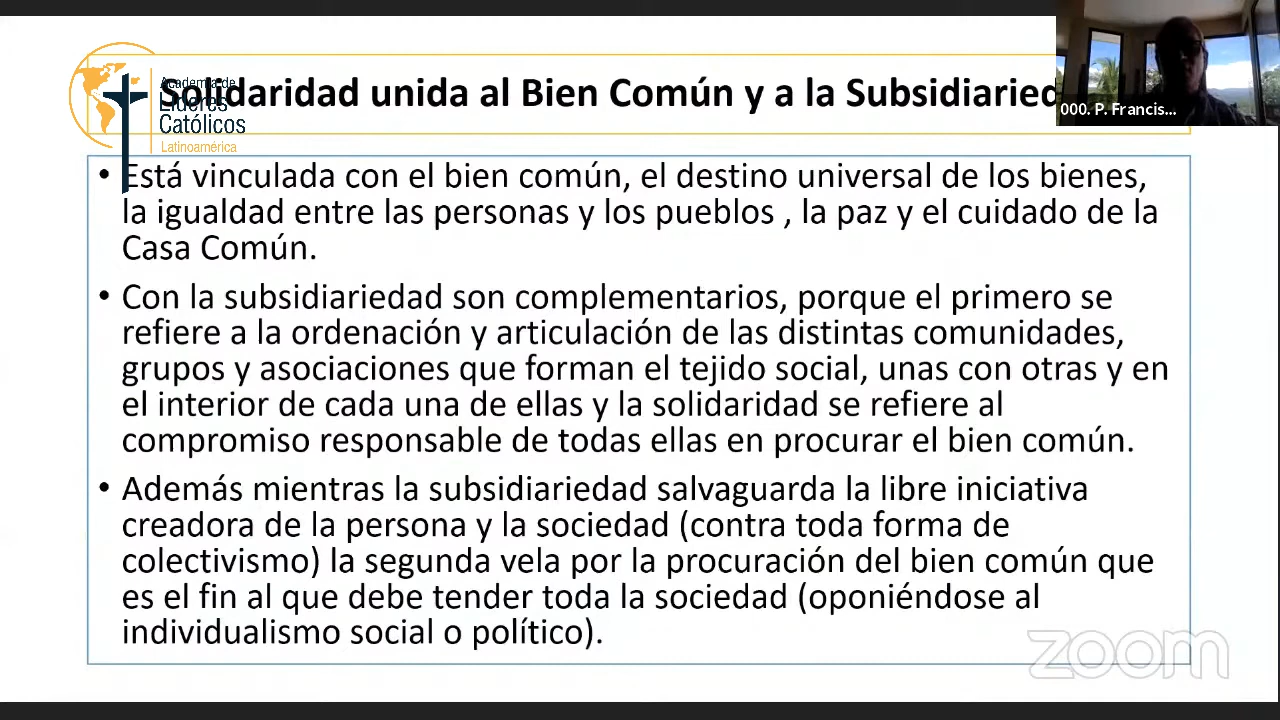 Academia de
Líderes
Católicos
Latinoamérica
Solidaridad unida al Bien Común y a la Subsidiaried
000. P. Francis...
• Está vinculada con el bien común, el destino universal de los bienes,
la igualdad entre las personas y los pueblos , la paz y el cuidado de la
Casa Común.
• Con la subsidiariedad son complementarios, porque el primero se
refiere a la ordenación y articulación de las distintas comunidades,
grupos y asociaciones que forman el tejido social, unas con otras y en
el interior de cada una de ellas y la solidaridad se refiere al
compromiso responsable de todas ellas en procurar el bien común.
• Además mientras la subsidiariedad salvaguarda la libre iniciativa
creadora de la persona y la sociedad (contra toda forma de
colectivismo) la segunda vela por la procuración del bien común que
es el fin al que debe tender toda la sociedad (oponiéndose al
individualismo social o político).
zoom